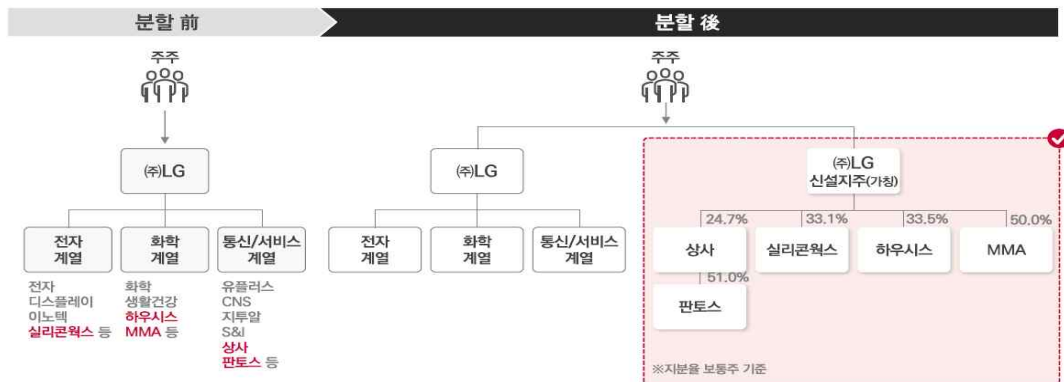 분할 前
분할 後
주주
㈜LG
전자
계열
화학
계열
통신/서비스
계열
전자
디스플레이
이노텍
실리콘웍스 등
화학
생활건강
하우시스
MMA 등
유플러스
CNS
지투알
S&I
상사
판토스 등
주주
㈜LG
전자
계열
화학
계열
통신/서비스
계열
㈜LG
신설지주(가칭)
24.7%
33.1%
33.5%
50.0%
상사
실리콘웍스
하우시스
MMA
51.0%
판토스
※지분율 보통주 기준